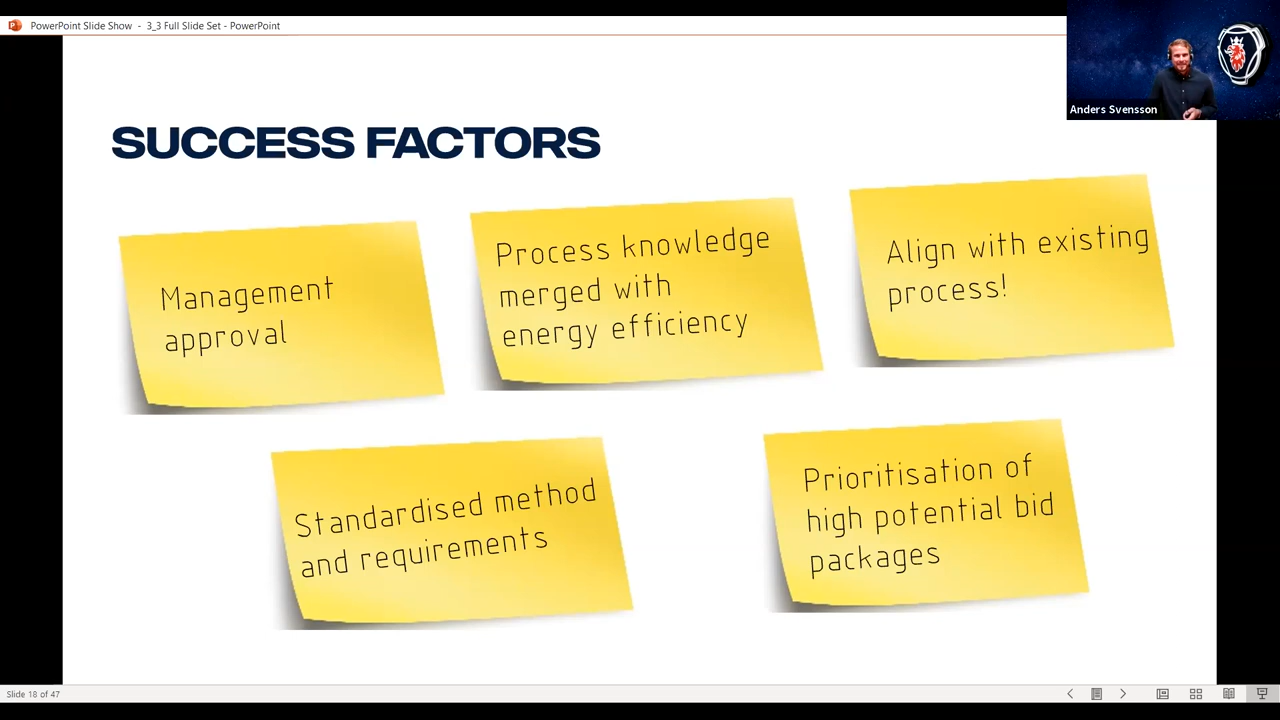 PowerPoint Slide Show - 3_3 Full Slide Set - PowerPoint
Anders Svensson
SUCCESS FACTORS
Management
approval
Process knowledge
merged with
energy efficiency
Align with existing
process!
Standardised method
and requirements
Prioritisation of
high potential bid
packages
Slide 18 of 47